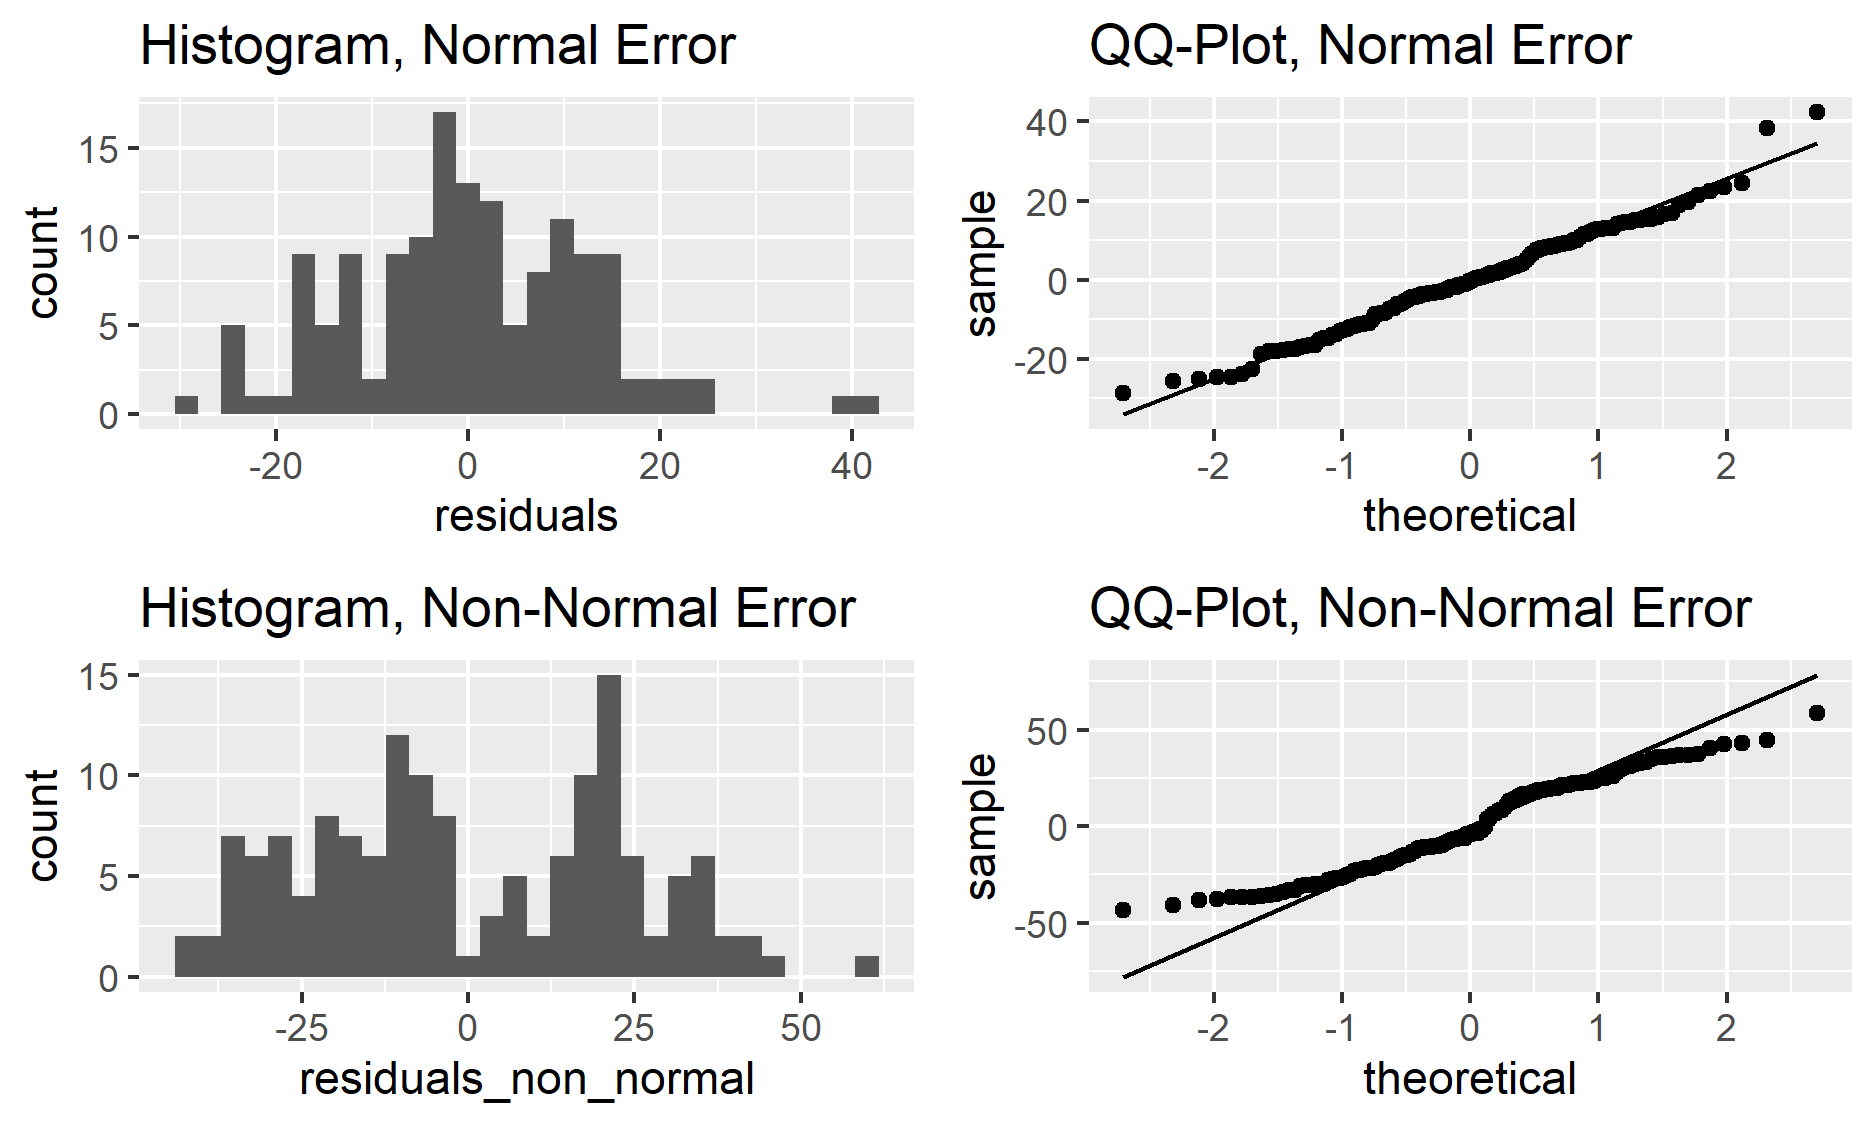 Histogram, Normal Error
count
15
10
5
0
-20
0
20
40
residuals
QQ-Plot, Normal Error
sample
40
20
0
-20
-2
-1
0
1
2
theoretical
Histogram, Non-Normal Error
count
15
10
5
0
-25
0
25
50
residuals_non_normal
QQ-Plot, Non-Normal Error
sample
50
0
-50
-2
-1
0
1
2
theoretical